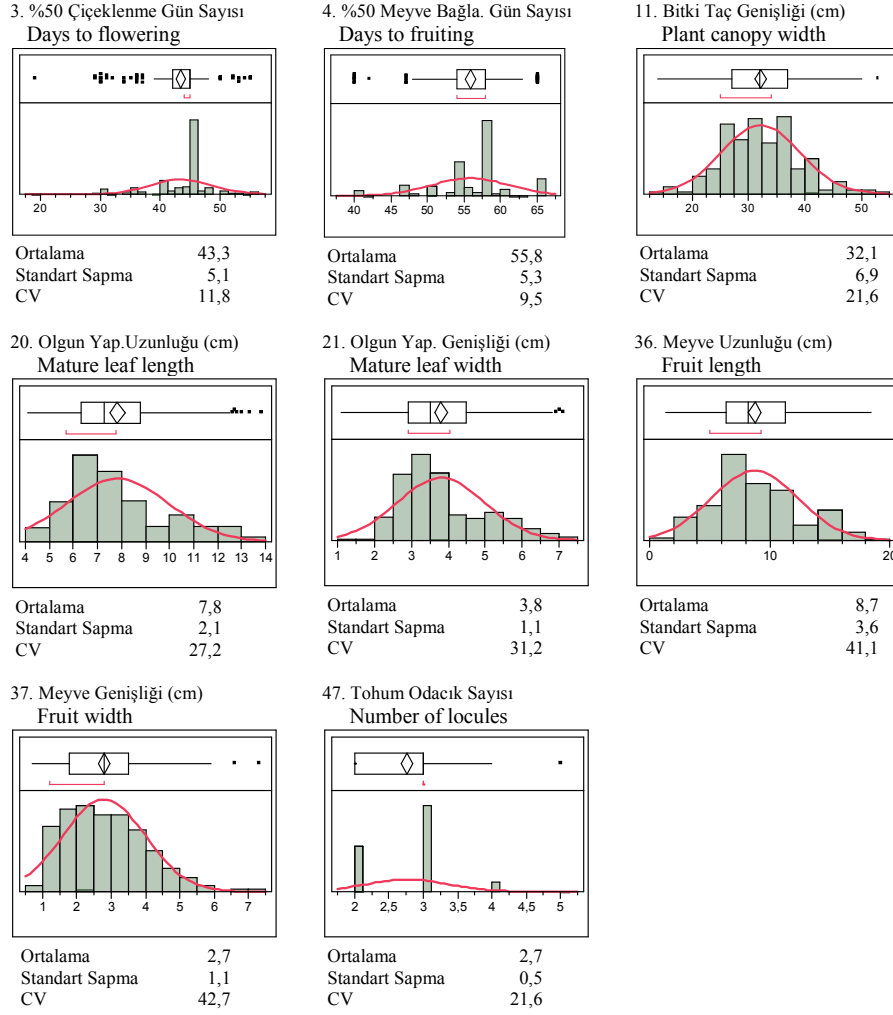 3. %50 Çiçeklenme Gün Sayısı
Days to flowering
20 30 40 50
Ortalama 43,3
Standart Sapma 5,1
CV 11,8
4. %50 Meyve Bağla. Gün Sayısı
Days to fruiting
40 45 50 55 60 65
Ortalama 55,8
Standart Sapma 5,3
CV 9,5
11. Bitki Taç Genişliği (cm)
Plant canopy width
20 30 40 50
Ortalama 32,1
Standart Sapma 6,9
CV 21,6
20. Olgun Yap.Uzunluğu (cm)
Mature leaf length
4 5 6 7 8 9 10 11 12 13 14
Ortalama 7,8
Standart Sapma 2,1
CV 27,2
21. Olgun Yap. Genişliği (cm)
Mature leaf width
1 2 3 4 5 6 7
Ortalama 3,8
Standart Sapma 1,1
CV 31,2
36. Meyve Uzunluğu (cm)
Fruit length
0 10 20
Ortalama 8,7
Standart Sapma 3,6
CV 41,1
37. Meyve Genişliği (cm)
Fruit width
1 2 3 4 5 6 7
Ortalama 2,7
Standart Sapma 1,1
CV 42,7
47. Tohum Odacık Sayısı
Number of locules
2 2,5 3 3,5 4 4,5 5
Ortalama 2,7
Standart Sapma 0,5
CV 21,6